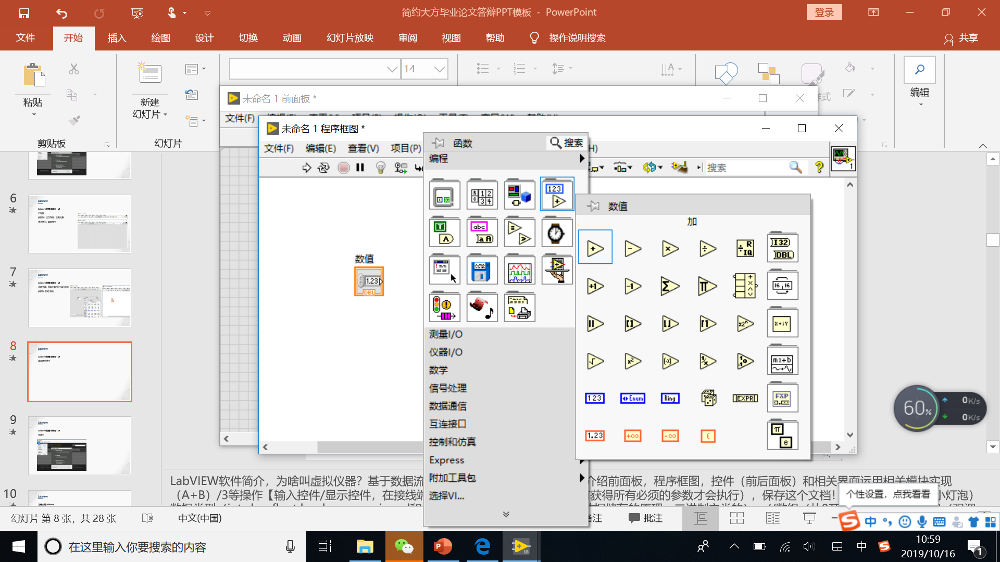 简约大方毕业论文答辩PPT模板 - PowerPoint
登录
文件 开始 插入 绘图 设计 切换 动画 幻灯片放映 审阅 视图 帮助 操作说明搜索 共享
粘贴
新建
幻灯片
14
编辑
剪贴板
幻灯片
未命名 1 前面板 *
文件(F)
未命名 1 程序框图 *
文件(F) 编辑(E) 查看(V) 项目(P)
搜索
函数 搜索
编程
数值
加
数值
1.23
DBL
测量I/O
仪器I/O
数学
信号处理
数据通信
互连接口
控制和仿真
Express
附加工具包
选择VI...
123
Enum
Ring
EXPR
FXP
1.23
I32
DBL
X+iY
mx+b
6
7
8
9
10
Labview
60%
0K/s
0K/s
LabVIEW软件简介，为啥叫虚拟仪器？基于数据流
介绍前面板，程序框图，控件（前后面板）和相关界面运用相关模块实现
（A+B）/3等操作【输入控件/显示控件，在接线端
获得所有必须的参数才会执行），保存这个文档！
小灯泡）
个性设置，点我看看
幻灯片 第 8 张，共 28 张 中文(中国) 备注 批注
中
在这里输入你要搜索的内容
中
10:59
2019/10/16
1